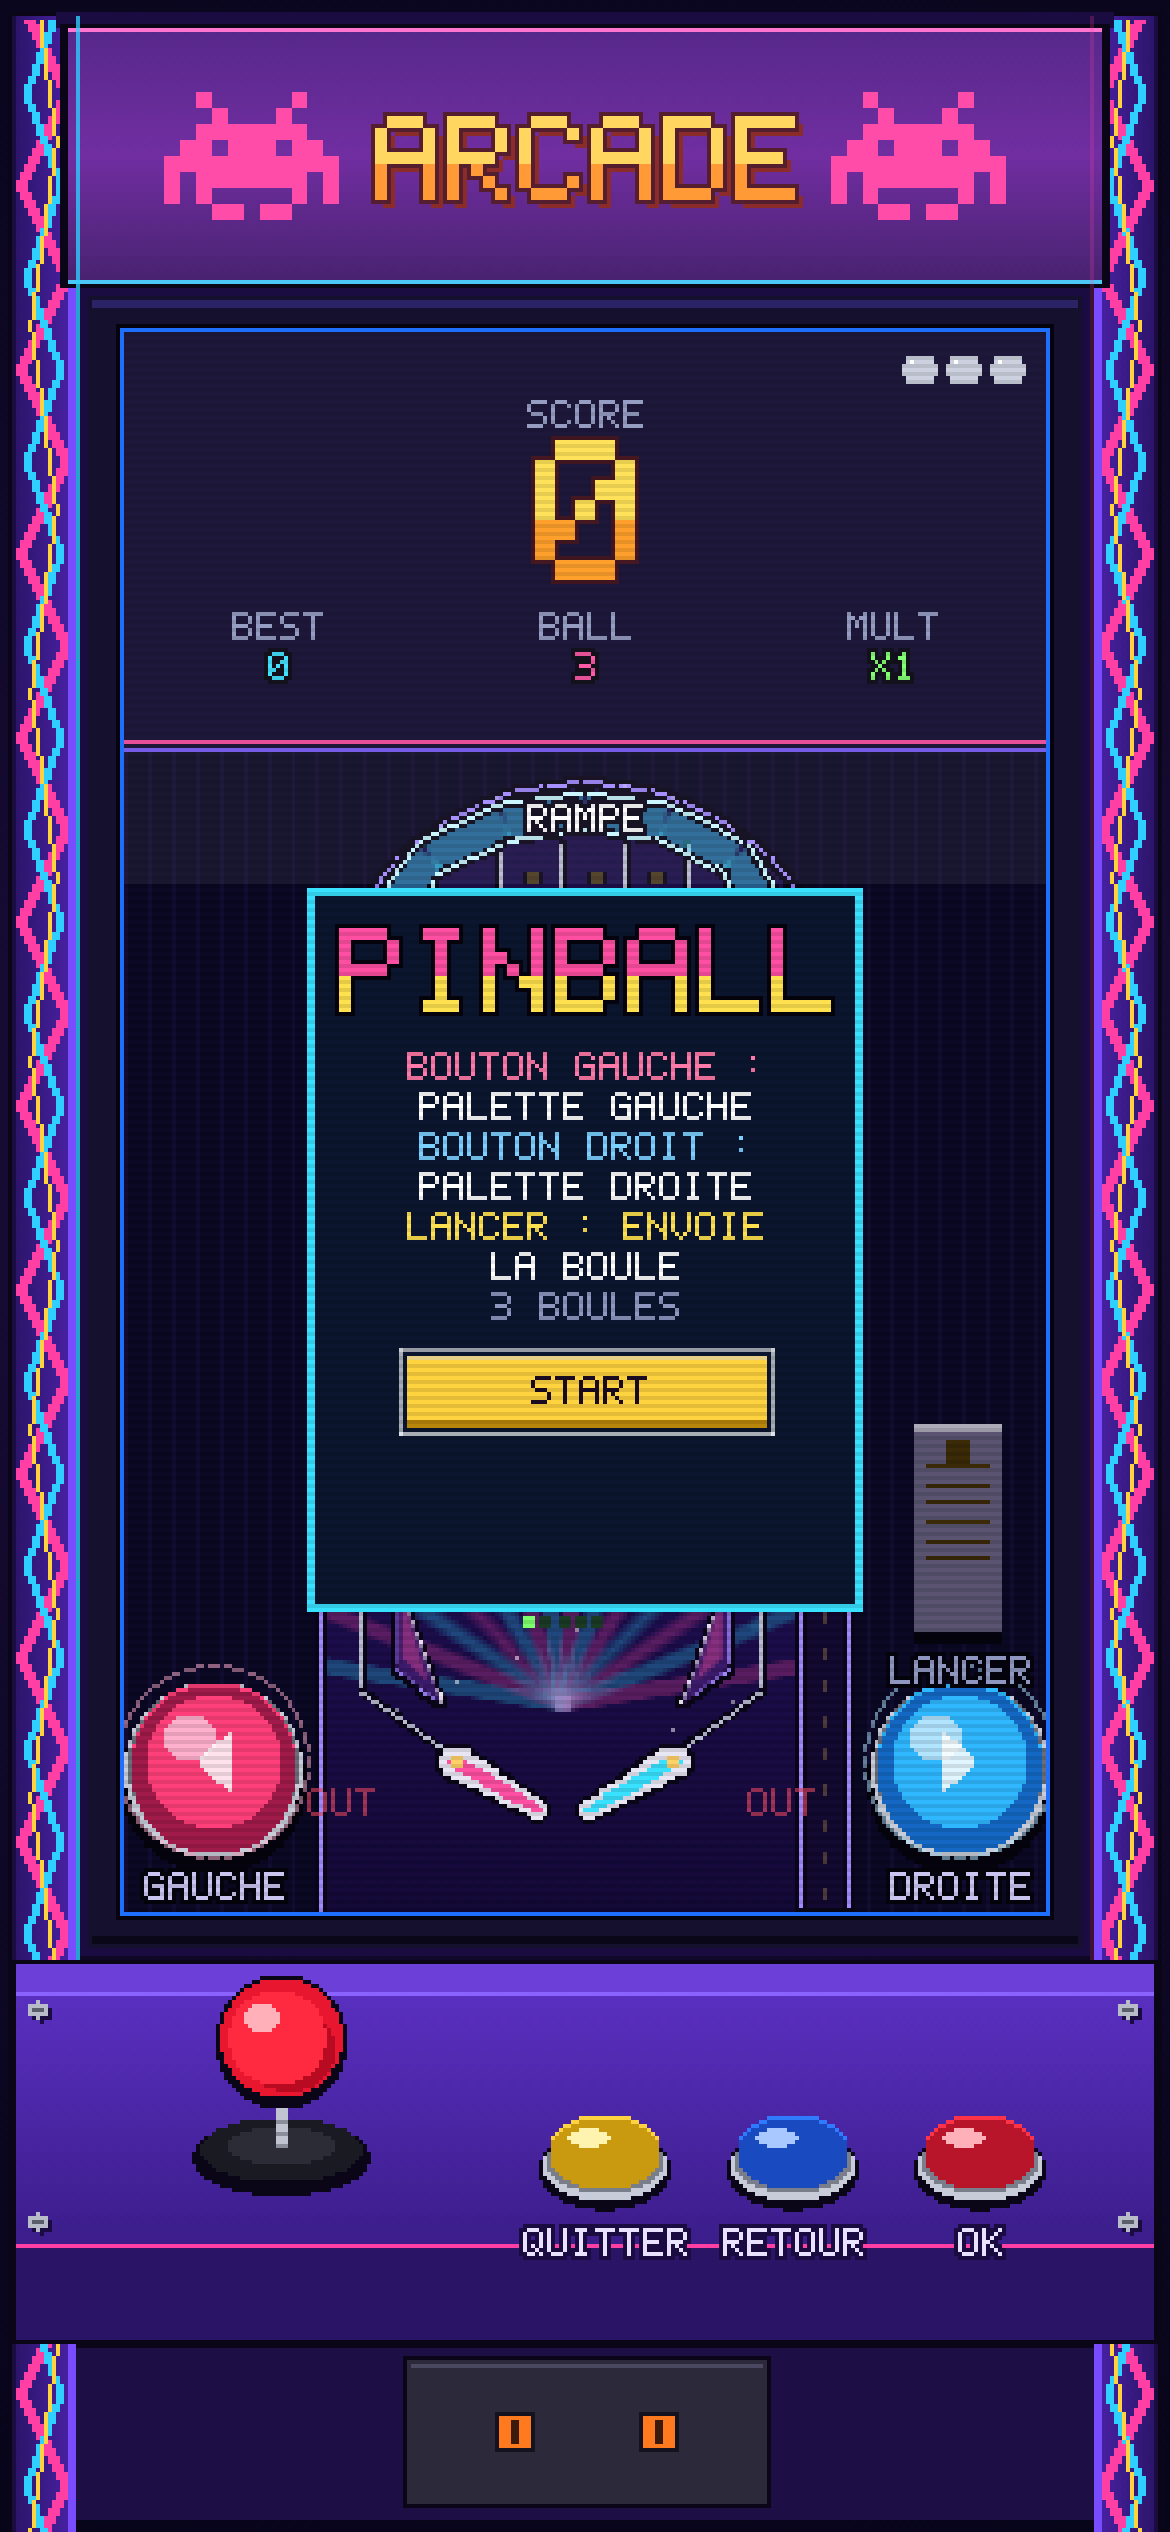 ARCADE
SCORE
0
BEST BALL MULT
0 3 X1
RAMPE
PINBALL
BOUTON GAUCHE :
PALETTE GAUCHE
BOUTON DROIT :
PALETTE DROITE
LANCER : ENVOIE
LA BOULE
3 BOULES
START
LANCER
OUT OUT
GAUCHE DROITE
QUITTER RETOUR OK